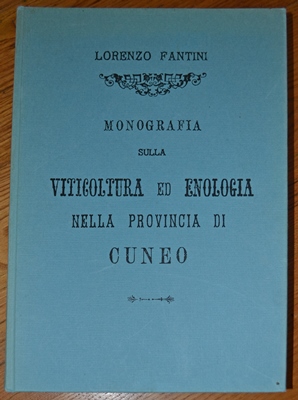 LORENZO FANTINI
MONOGRAFIA
SULLA
VITICOLTURA ED ENOLOGIA
NELLA PROVINCIA DI
CUNEO